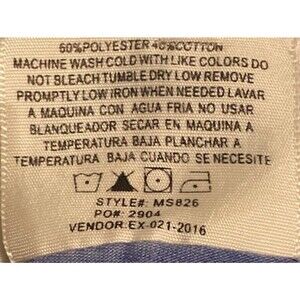 60%POLYESTER 40%COTTON
MACHINE WASH COLD WITH LIKE COLORS DO
NOT BLEACH TUMBLE DRY LOW REMOVE
PROMPTLY LOW IRON WHEN NEEDED LAVAR
A MAQUINA CON AGUA FRIA NO USAR
BLANQUEADOR SECAR EN MAQUINA A
TEMPERATURA BAJA PLANCHAR A
TEMPERATURA BAJA CUANDO SE NECESITE
STYLE#: MS826
PO#: 2904
VENDOR:EX-021-2016